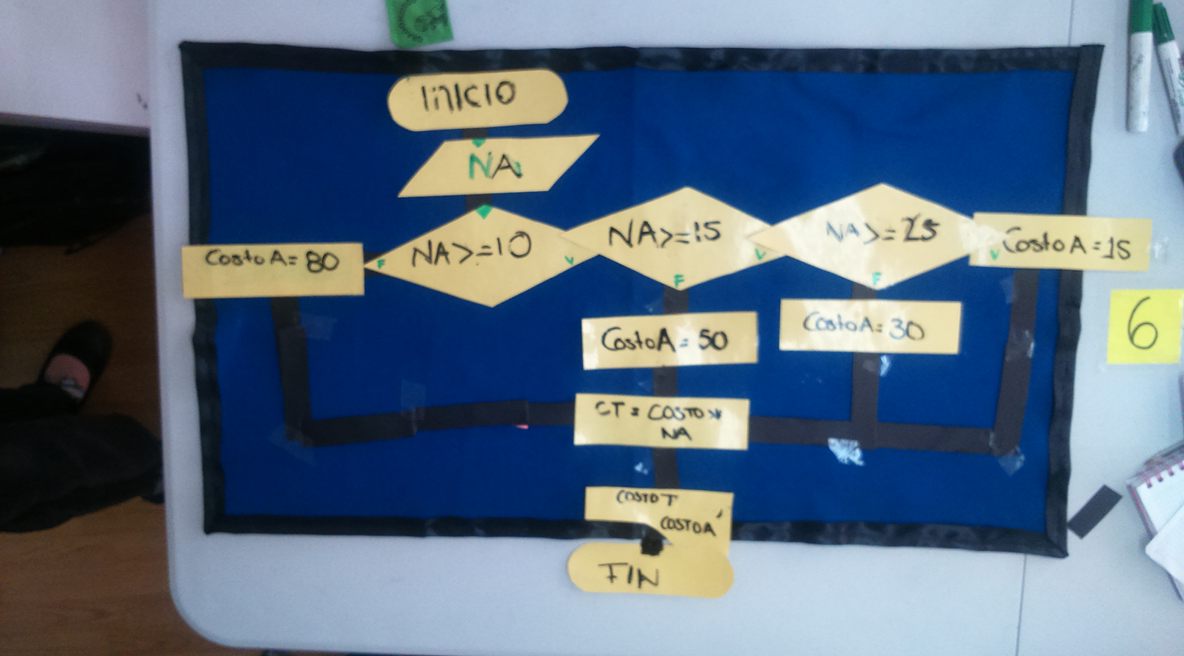 INICIO
NA
NA>=10
NA>=15
NA>=25
F
V
V
V
F
F
CostoA=80
CostoA=15
CostoA=50
CostoA=30
CT=COSTO*
NA
COSTOT
COSTOA
FIN
6